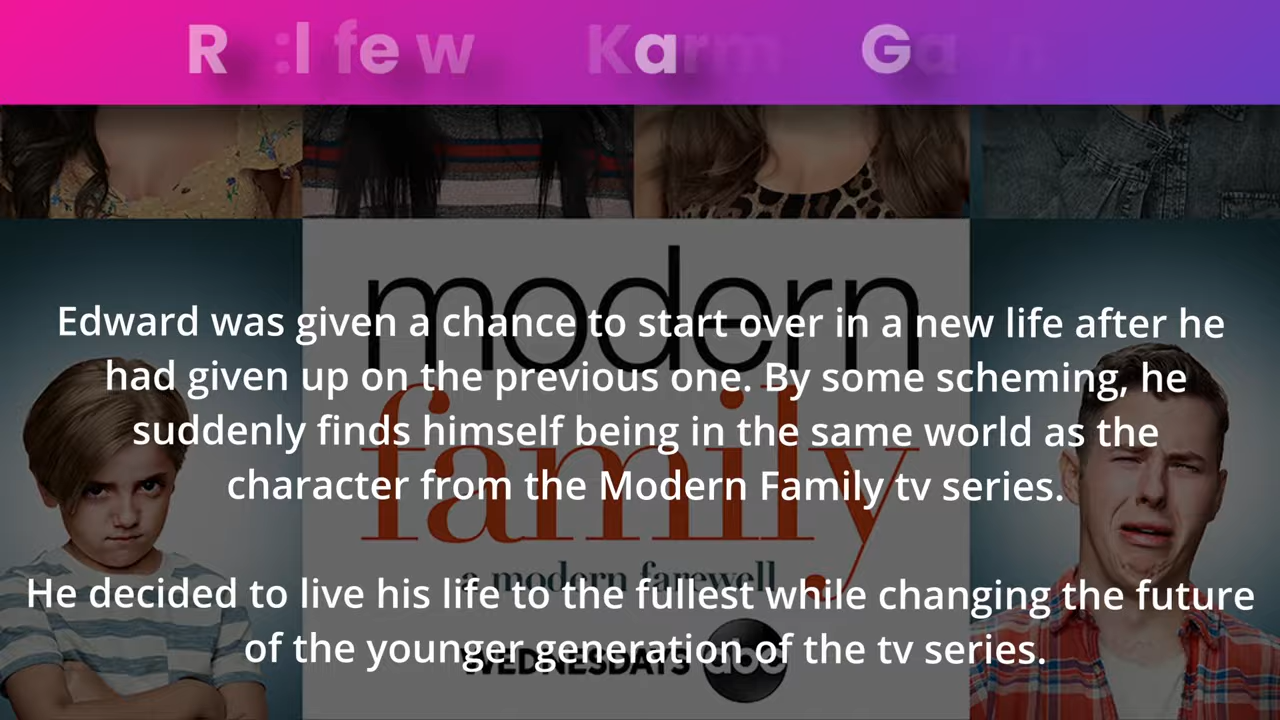 modern
Edward was given a chance to start over in a new life after he
had given up on the previous one. By some scheming, he
suddenly finds himself being in the same world as the
character from the Modern Family tv series.
family
a modern farewell
He decided to live his life to the fullest while changing the future
of the younger generation of the tv series.
WEDNESDAYS abc